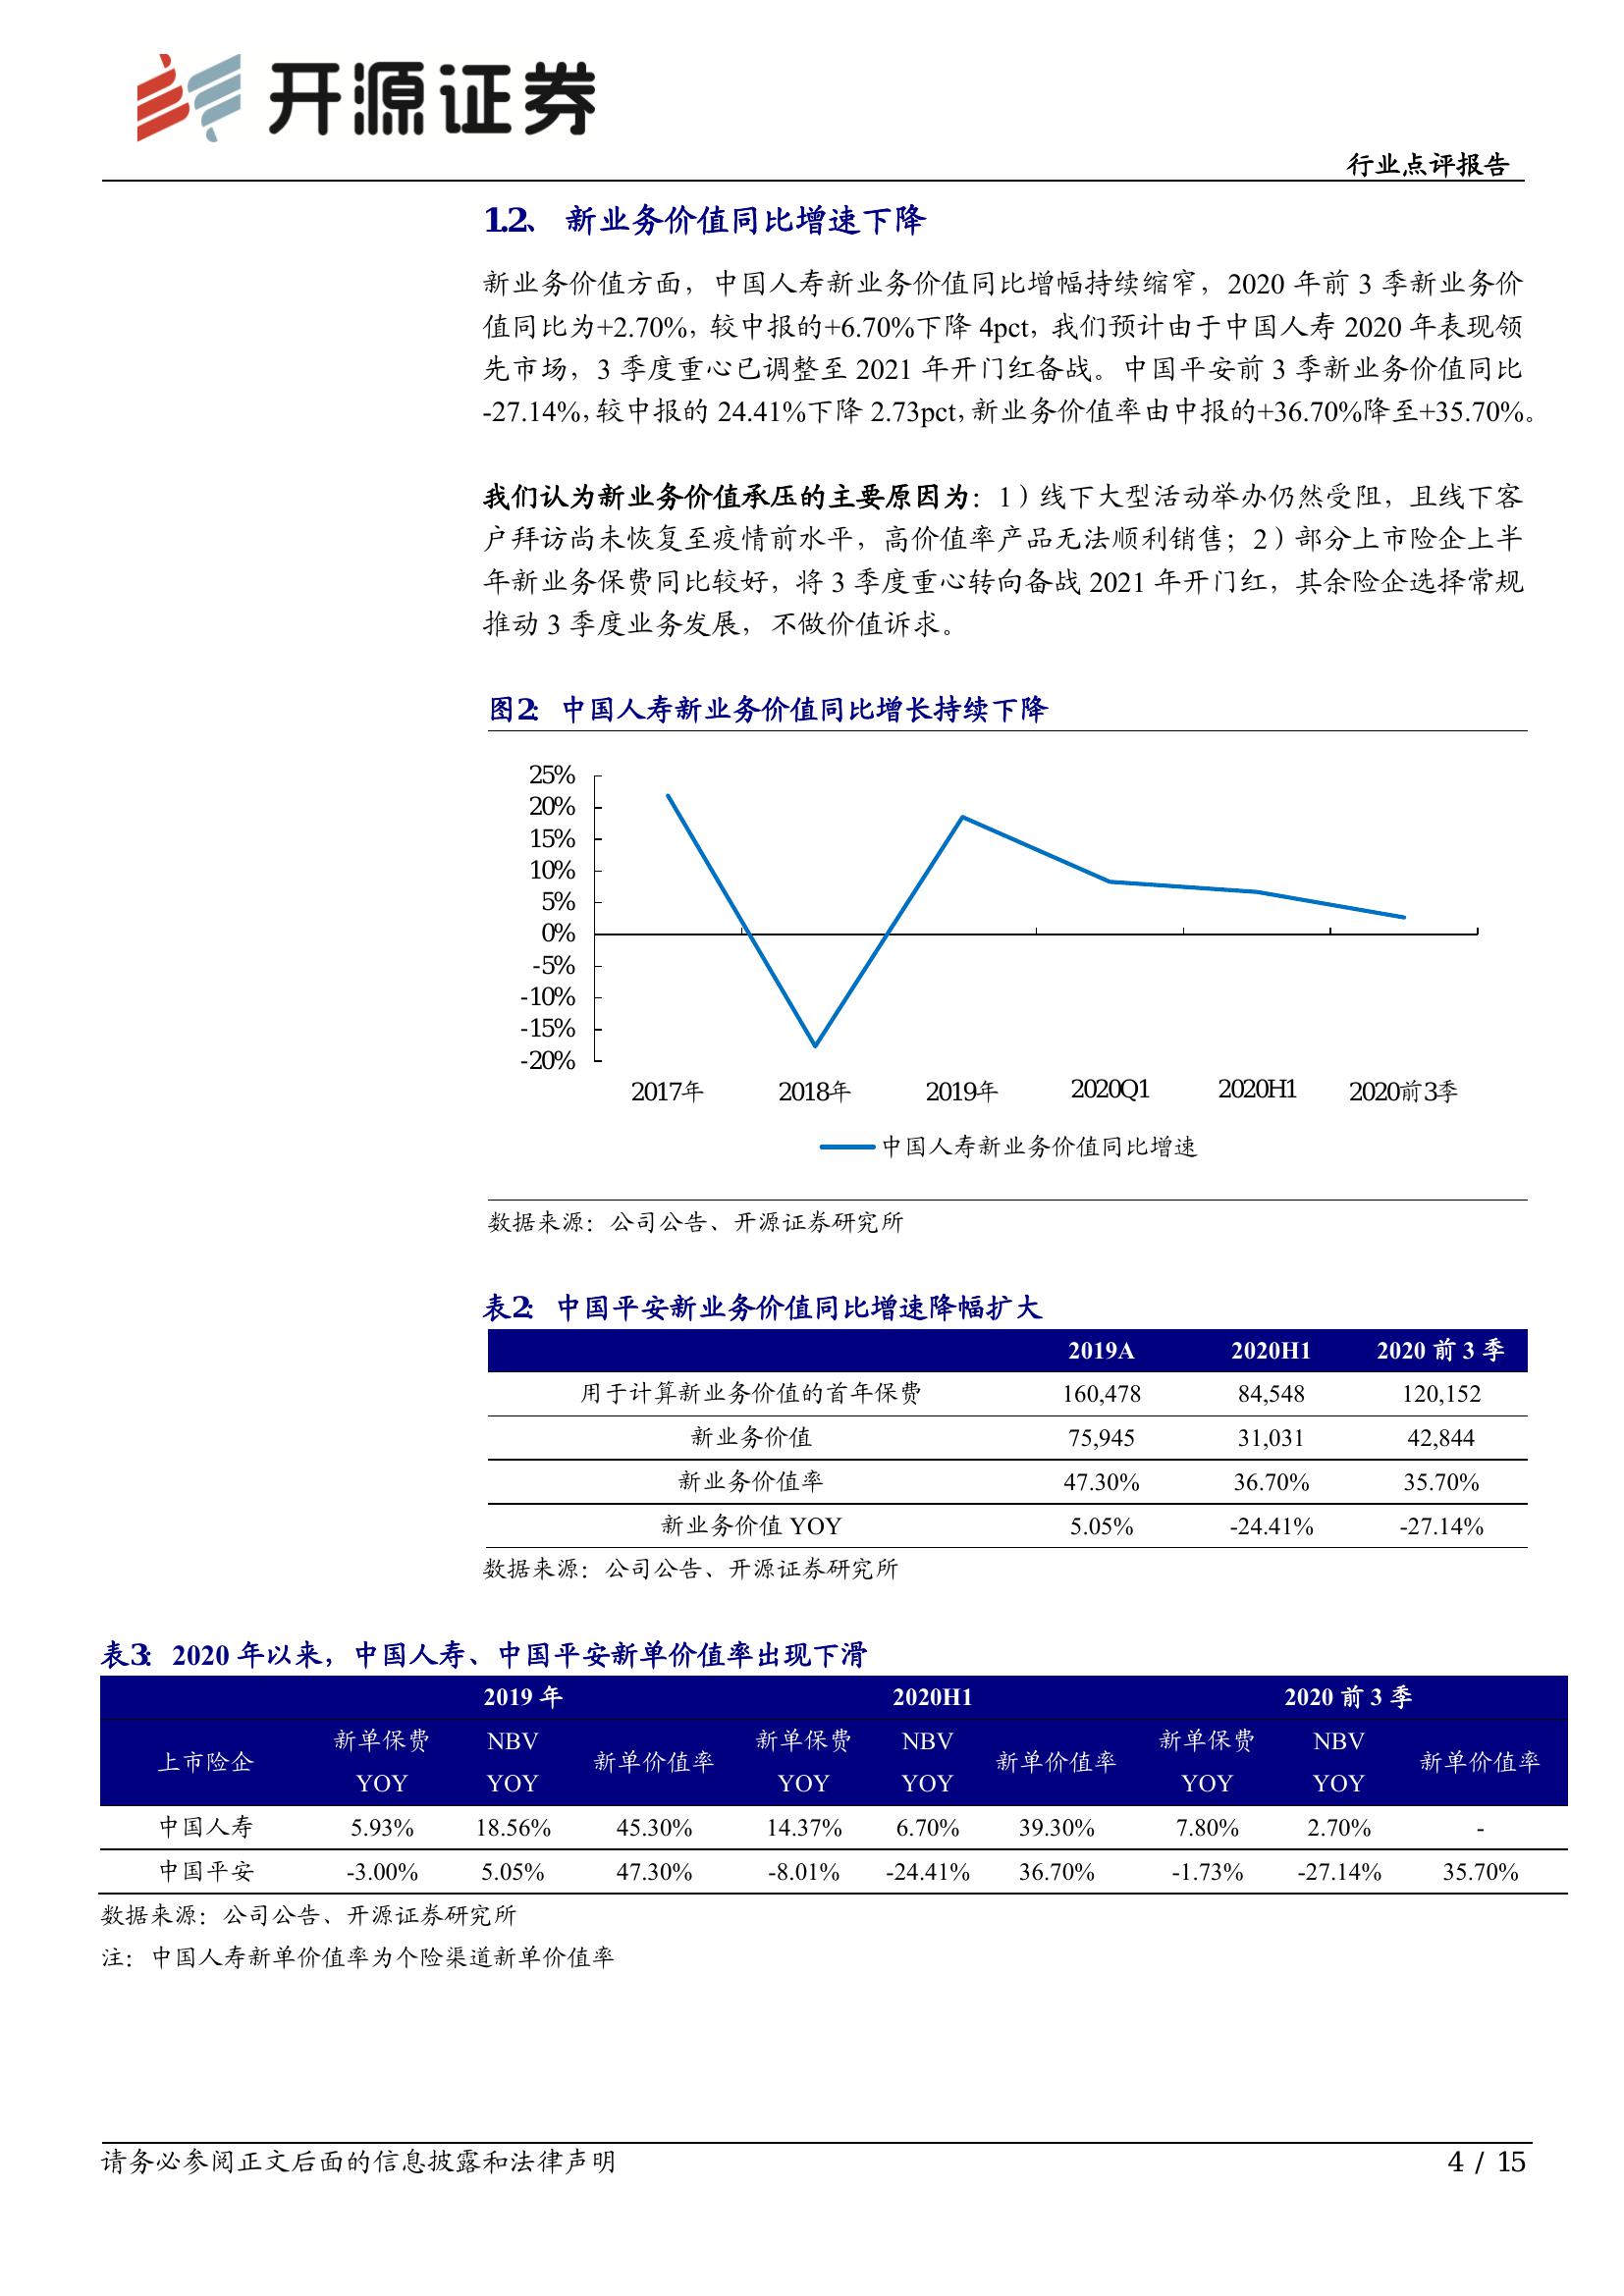 开源证券
行业点评报告
1.2、 新业务价值同比增速下降
新业务价值方面，中国人寿新业务价值同比增幅持续缩窄，2020 年前 3 季新业务价
值同比为+2.70%，较中报的+6.70%下降 4pct，我们预计由于中国人寿 2020 年表现领
先市场，3 季度重心已调整至 2021 年开门红备战。中国平安前 3 季新业务价值同比
-27.14%，较中报的 24.41%下降 2.73pct，新业务价值率由中报的+36.70%降至+35.70%。
我们认为新业务价值承压的主要原因为：1）线下大型活动举办仍然受阻，且线下客
户拜访尚未恢复至疫情前水平，高价值率产品无法顺利销售；2）部分上市险企上半
年新业务保费同比较好，将 3 季度重心转向备战 2021 年开门红，其余险企选择常规
推动 3 季度业务发展，不做价值诉求。
图2： 中国人寿新业务价值同比增长持续下降
25%
20%
15%
10%
5%
0%
-5%
-10%
-15%
-20%
2017年 2018年 2019年 2020Q1 2020H1 2020前3季
中国人寿新业务价值同比增速
数据来源：公司公告、开源证券研究所
表2： 中国平安新业务价值同比增速降幅扩大
2019A 2020H1 2020 前 3 季
用于计算新业务价值的首年保费 160,478 84,548 120,152
新业务价值 75,945 31,031 42,844
新业务价值率 47.30% 36.70% 35.70%
新业务价值 YOY 5.05% -24.41% -27.14%
数据来源：公司公告、开源证券研究所
表3： 2020 年以来，中国人寿、中国平安新单价值率出现下滑
2019 年 2020H1 2020 前 3 季
新单保费 NBV 新单保费 NBV 新单保费 NBV
上市险企 新单价值率 新单价值率 新单价值率
YOY YOY YOY YOY YOY YOY
中国人寿 5.93% 18.56% 45.30% 14.37% 6.70% 39.30% 7.80% 2.70% -
中国平安 -3.00% 5.05% 47.30% -8.01% -24.41% 36.70% -1.73% -27.14% 35.70%
数据来源：公司公告、开源证券研究所
注：中国人寿新单价值率为个险渠道新单价值率
请务必参阅正文后面的信息披露和法律声明
4 / 15